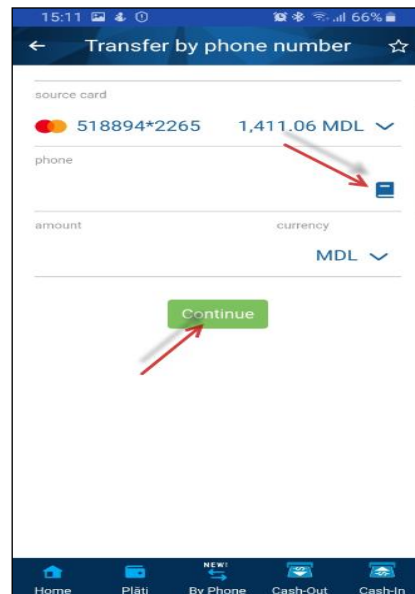 15:11 66%
Transfer by phone number
source card
518894*2265 1,411.06 MDL
phone
amount currency
MDL
Continue
NEW!
Home Plăți By Phone Cash-Out Cash-In